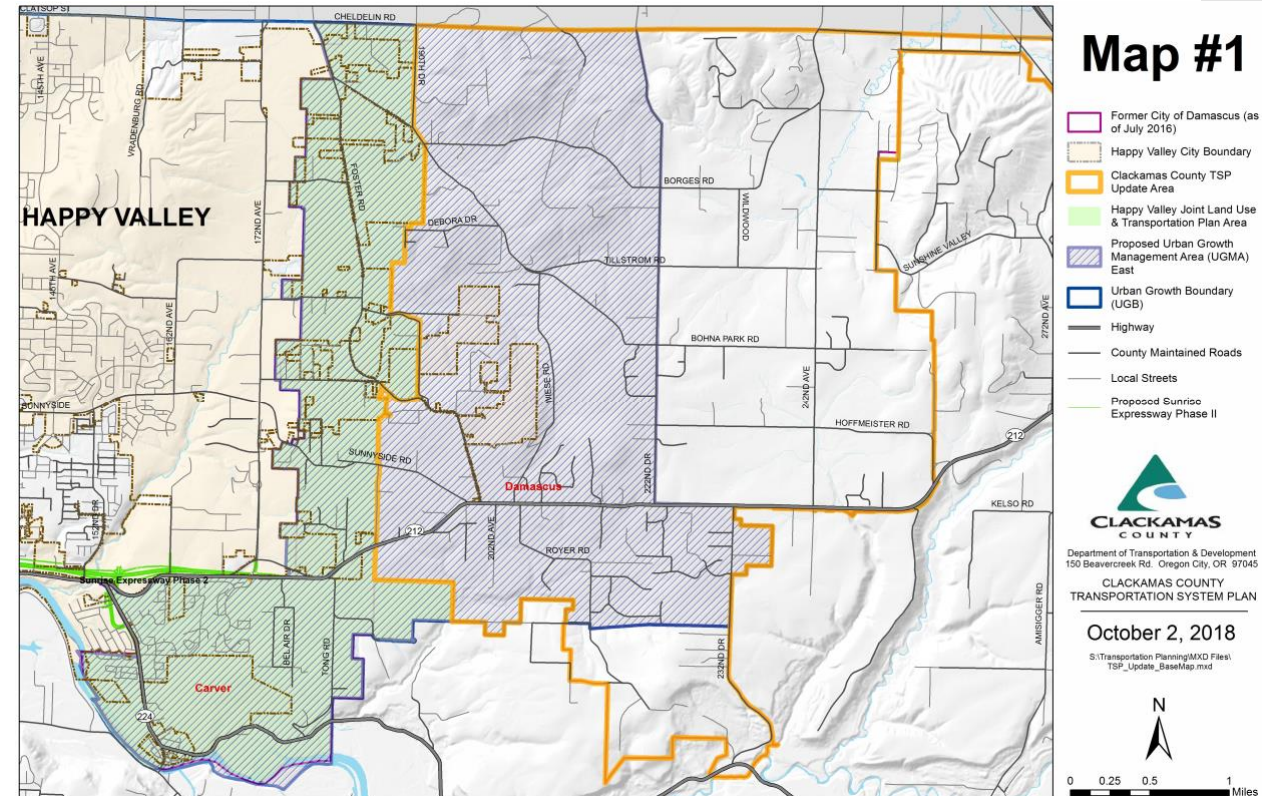 CLATSOP ST
CHELDELIN RD
145TH AVE
VRADENBURG RD
190TH DR
FOSTER RD
BORGES RD
WILDWOOD
HAPPY VALLEY
172ND AVE
DEBORA DR
TILLSTROM RD
SUNSHINE VALLEY
162ND AVE
272ND AVE
BOHNA PARK RD
WIESE RD
242ND AVE
SUNNYSIDE
HOFFMEISTER RD
212
SUNNYSIDE RD
222ND DR
Damascus
152ND DR
212
202ND AVE
KELSO RD
ROYER RD
Sunrise Expressway Phase 2
BEL AIR DR
TONG RD
232ND DR
AMISIGGER RD
Carver
224
Map #1
Former City of Damascus (as
of July 2016)
Happy Valley City Boundary
Clackamas County TSP
Update Area
Happy Valley Joint Land Use
& Transportation Plan Area
Proposed Urban Growth
Management Area (UGMA)
East
Urban Growth Boundary
(UGB)
Highway
County Maintained Roads
Local Streets
Proposed Sunrise
Expressway Phase II
CLACKAMAS
COUNTY
Department of Transportation & Development
150 Beavercreek Rd. Oregon City, OR 97045
CLACKAMAS COUNTY
TRANSPORTATION SYSTEM PLAN
October 2, 2018
S:\Transportation Planning\MXD Files\
TSP_Update_BaseMap.mxd
N
0 0.25 0.5 1
Miles